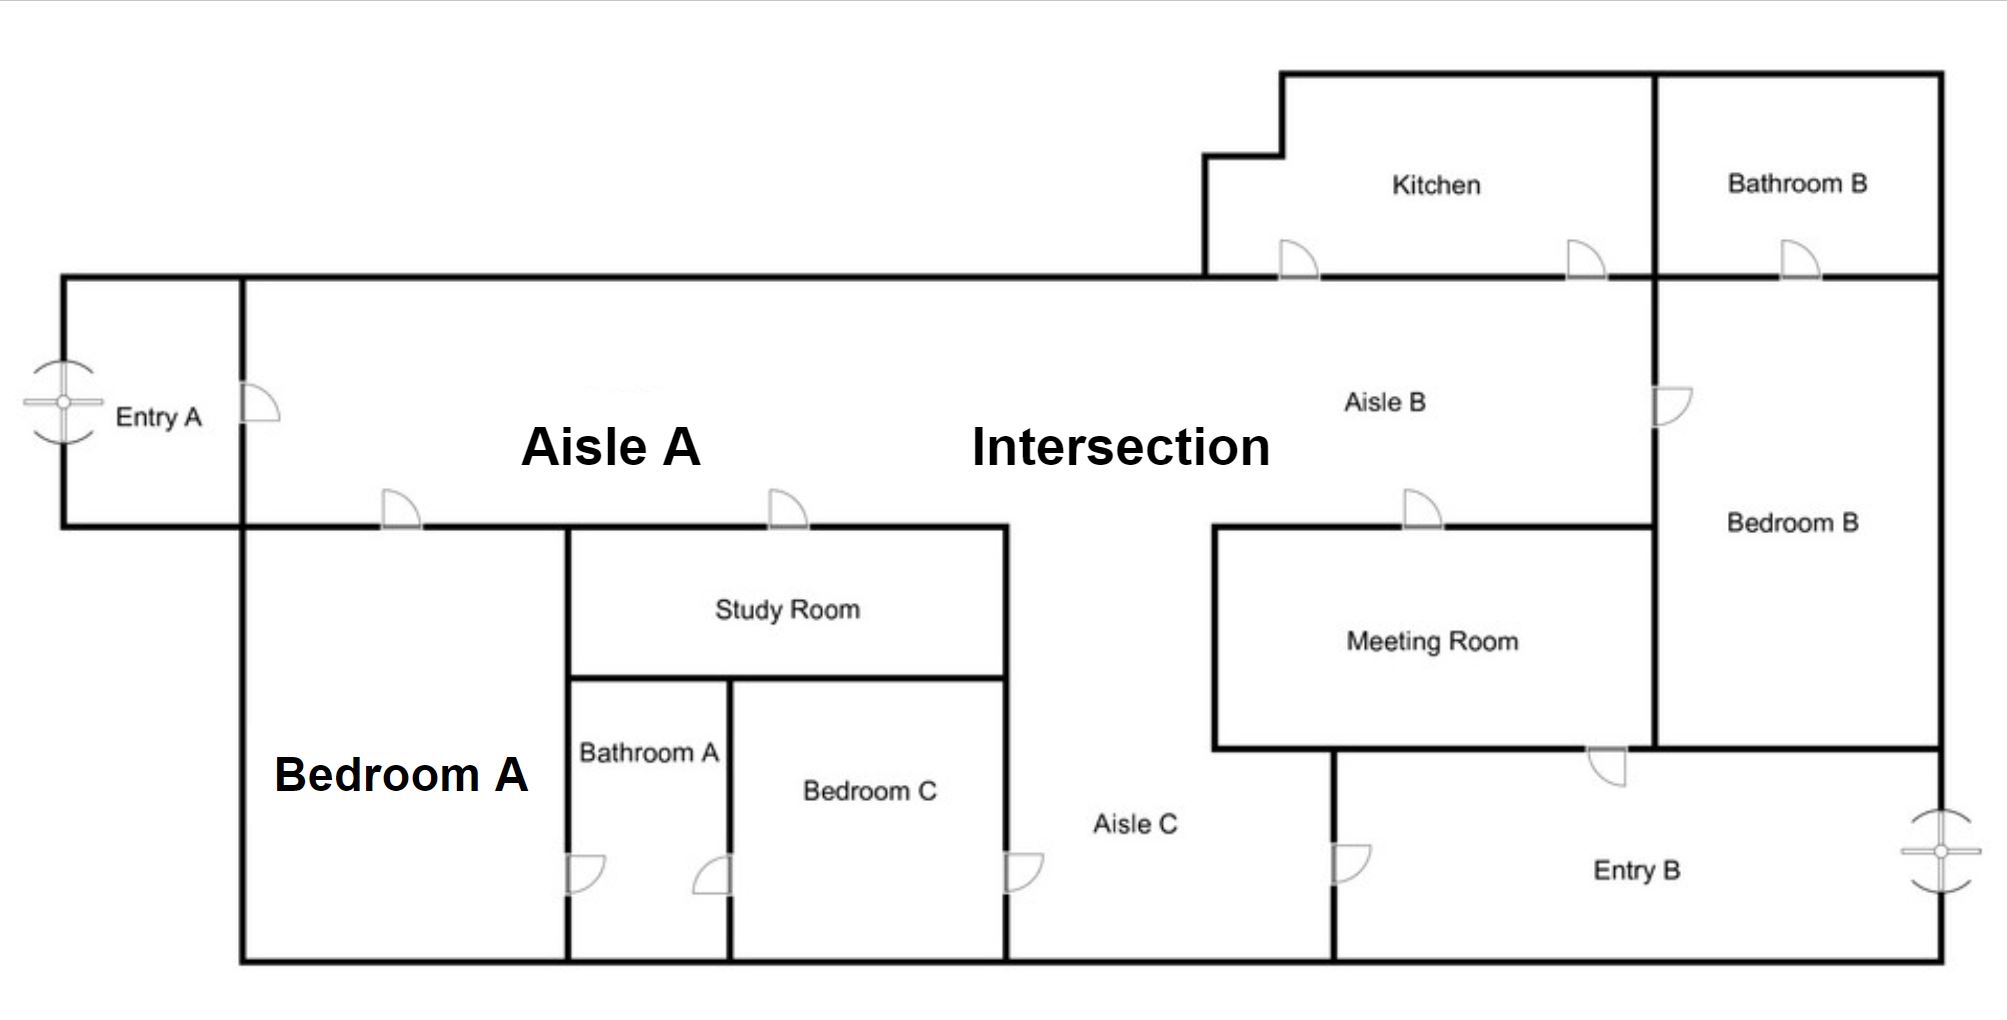 Kitchen
Bathroom B
Entry A
Aisle A
Intersection
Aisle B
Bedroom B
Study Room
Meeting Room
Bedroom A
Bathroom A
Bedroom C
Aisle C
Entry B